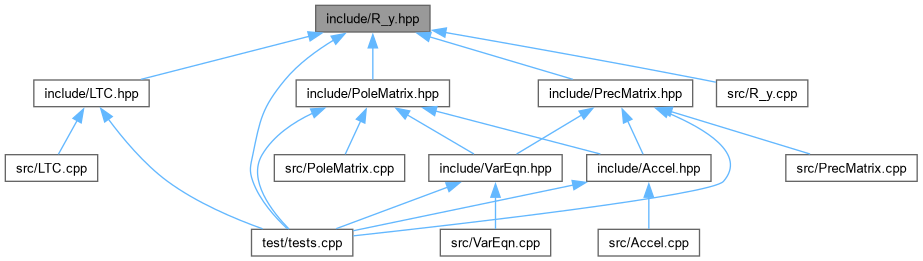 include/R_y.hpp
include/LTC.hpp
include/PoleMatrix.hpp
include/PrecMatrix.hpp
src/R_y.cpp
src/LTC.cpp
src/PoleMatrix.cpp
include/VarEqn.hpp
include/Accel.hpp
src/PrecMatrix.cpp
test/tests.cpp
src/VarEqn.cpp
src/Accel.cpp